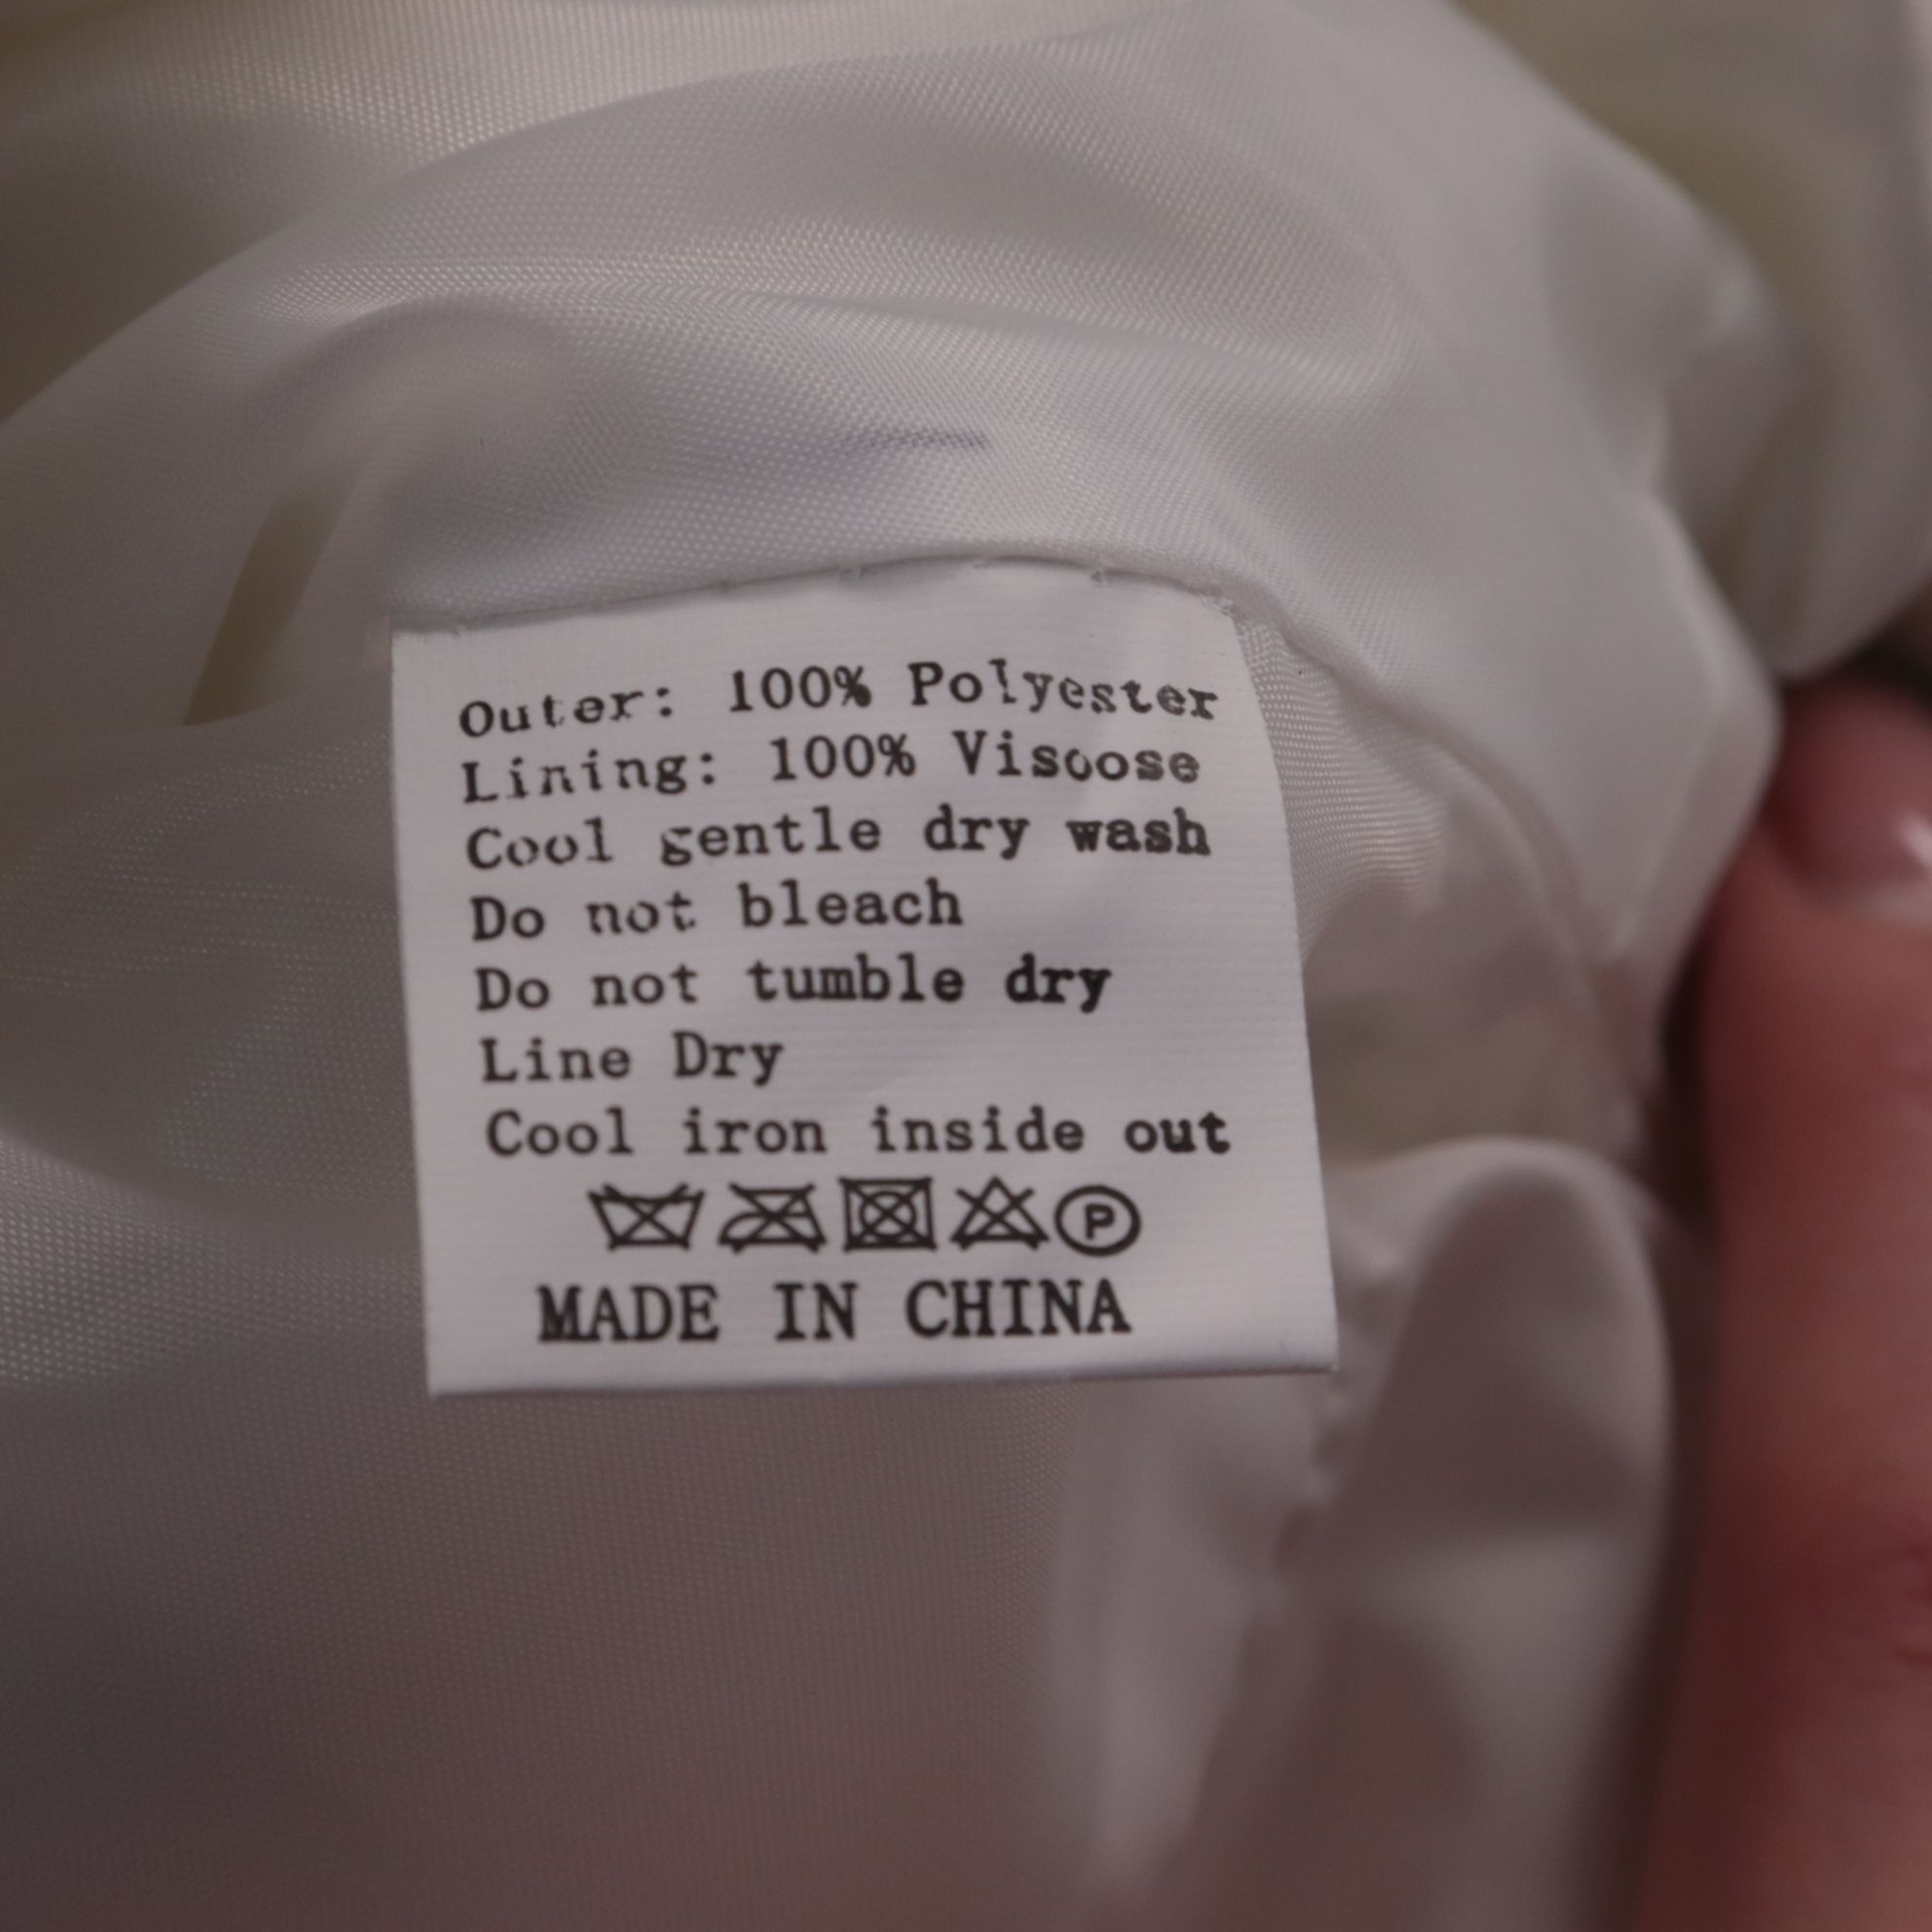 Outer: 100% Polyester
Lining: 100% Viscose
Cool gentle dry wash
Do not bleach
Do not tumble dry
Line Dry
Cool iron inside out
P
MADE IN CHINA